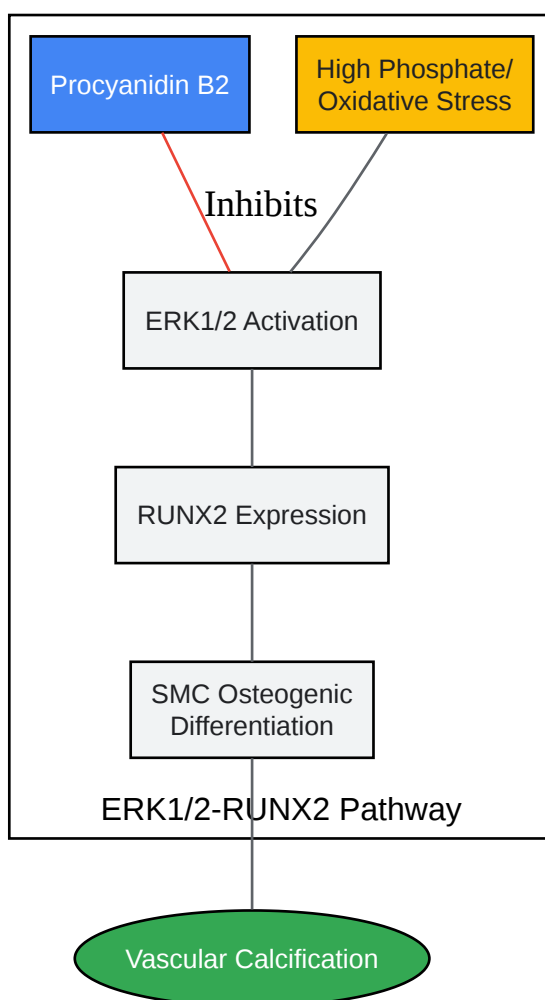 Procyanidin B2
High Phosphate/
Oxidative Stress
Inhibits
ERK1/2 Activation
RUNX2 Expression
SMC Osteogenic
Differentiation
ERK1/2-RUNX2 Pathway
Vascular Calcification